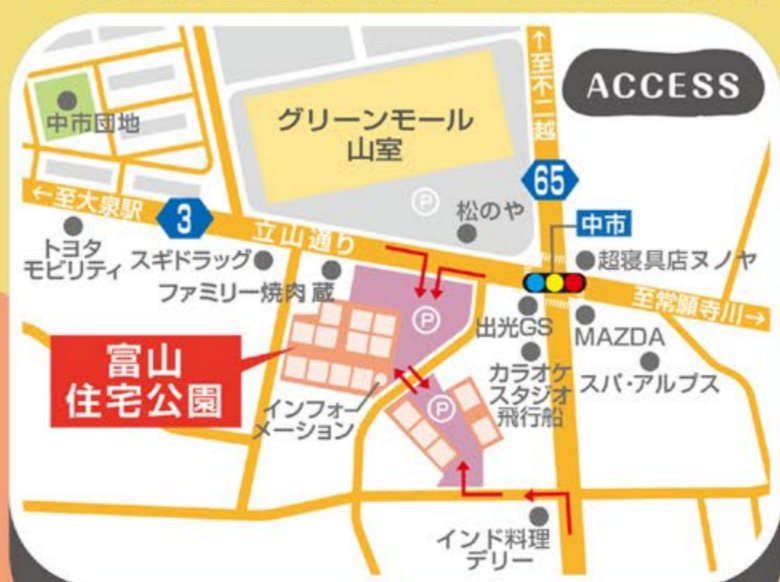 ACCESS
↑至不二越
中市団地
グリーンモール
山室
65
P
松のや
中市
←至大泉駅
3
立山通り
トヨタ
モビリティ
スギドラッグ
ファミリー焼肉 蔵
超寝具店ヌノヤ
至常願寺川→
P
出光GS
MAZDA
富山
住宅公園
カラオケ
スタジオ
飛行船
スパ・アルプス
インフォ-
メーション
P
インド料理
デリー